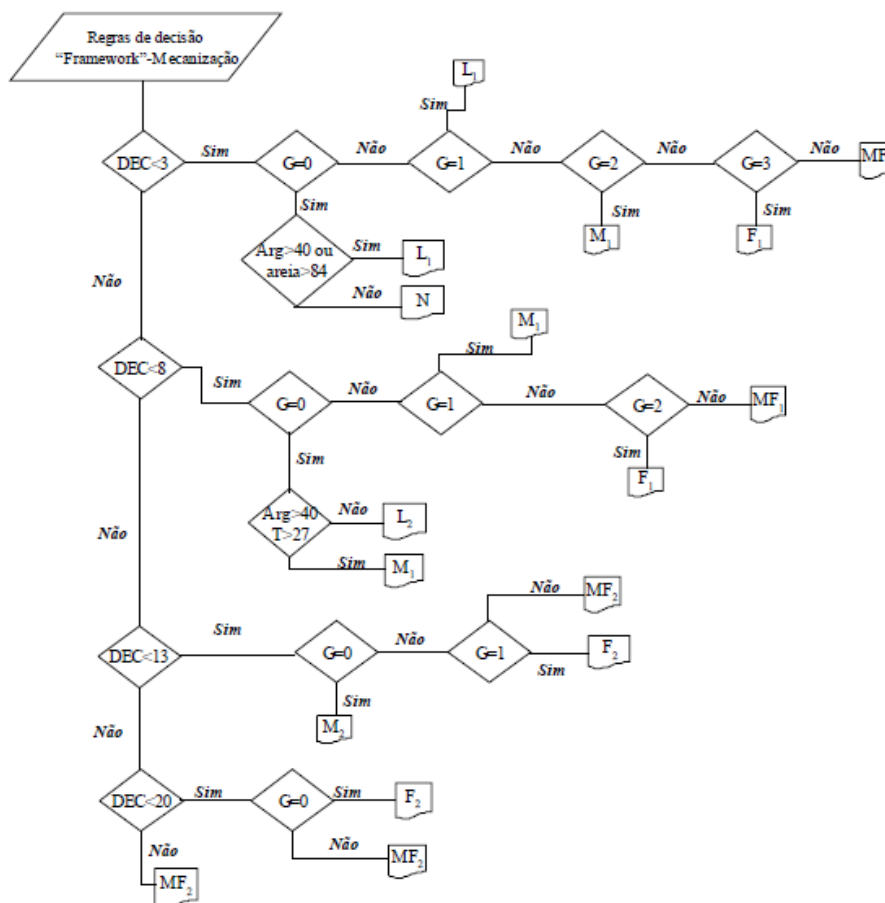 Regras de decisão
“Framework”-Mecanização
L₁
Sim
DEC<3
Sim
G=0
Não
G=1
Não
G=2
Não
G=3
Não
MF
Sim
Sim
Sim
M₁
F₁
Arg>40 ou
areia>84
Sim
L₁
Não
N
Não
M₁
Sim
DEC<8
Sim
G=0
Não
G=1
Não
G=2
Não
MF₁
Sim
Sim
F₁
Arg>40
T>27
Não
L₂
Sim
M₁
Não
Não
MF₂
DEC<13
Sim
G=0
Não
G=1
Sim
F₂
Sim
M₂
Não
DEC<20
Sim
G=0
Sim
F₂
Não
MF₂
Não
MF₂